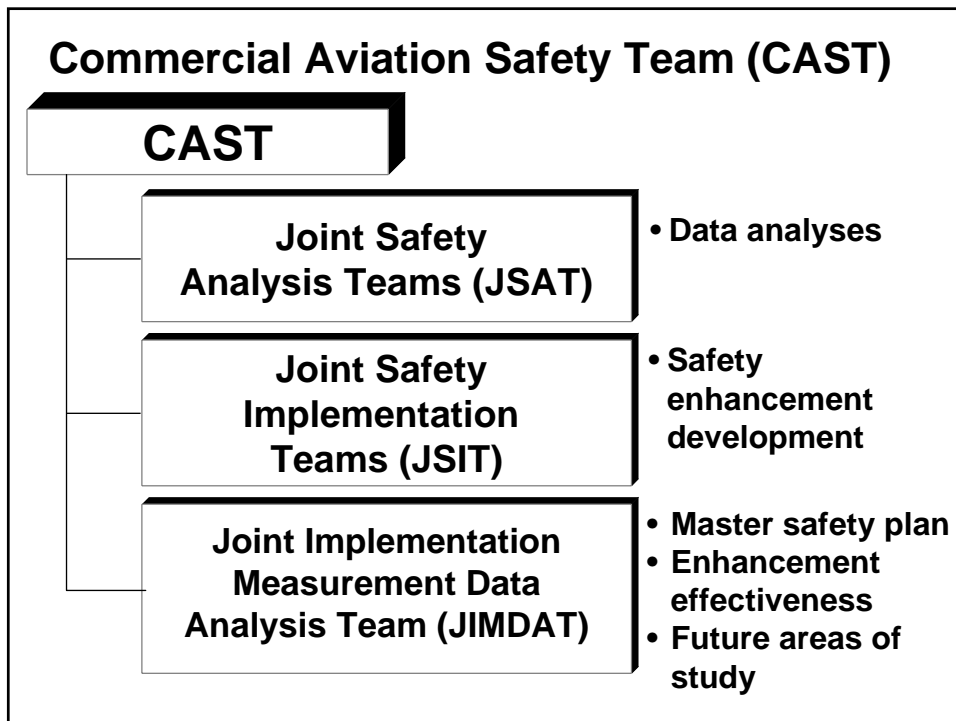 Commercial Aviation Safety Team (CAST)
CAST
Joint Safety
Analysis Teams (JSAT)
• Data analyses
Joint Safety
Implementation
Teams (JSIT)
• Safety
enhancement
development
Joint Implementation
Measurement Data
Analysis Team (JIMDAT)
• Master safety plan
• Enhancement
effectiveness
• Future areas of
study